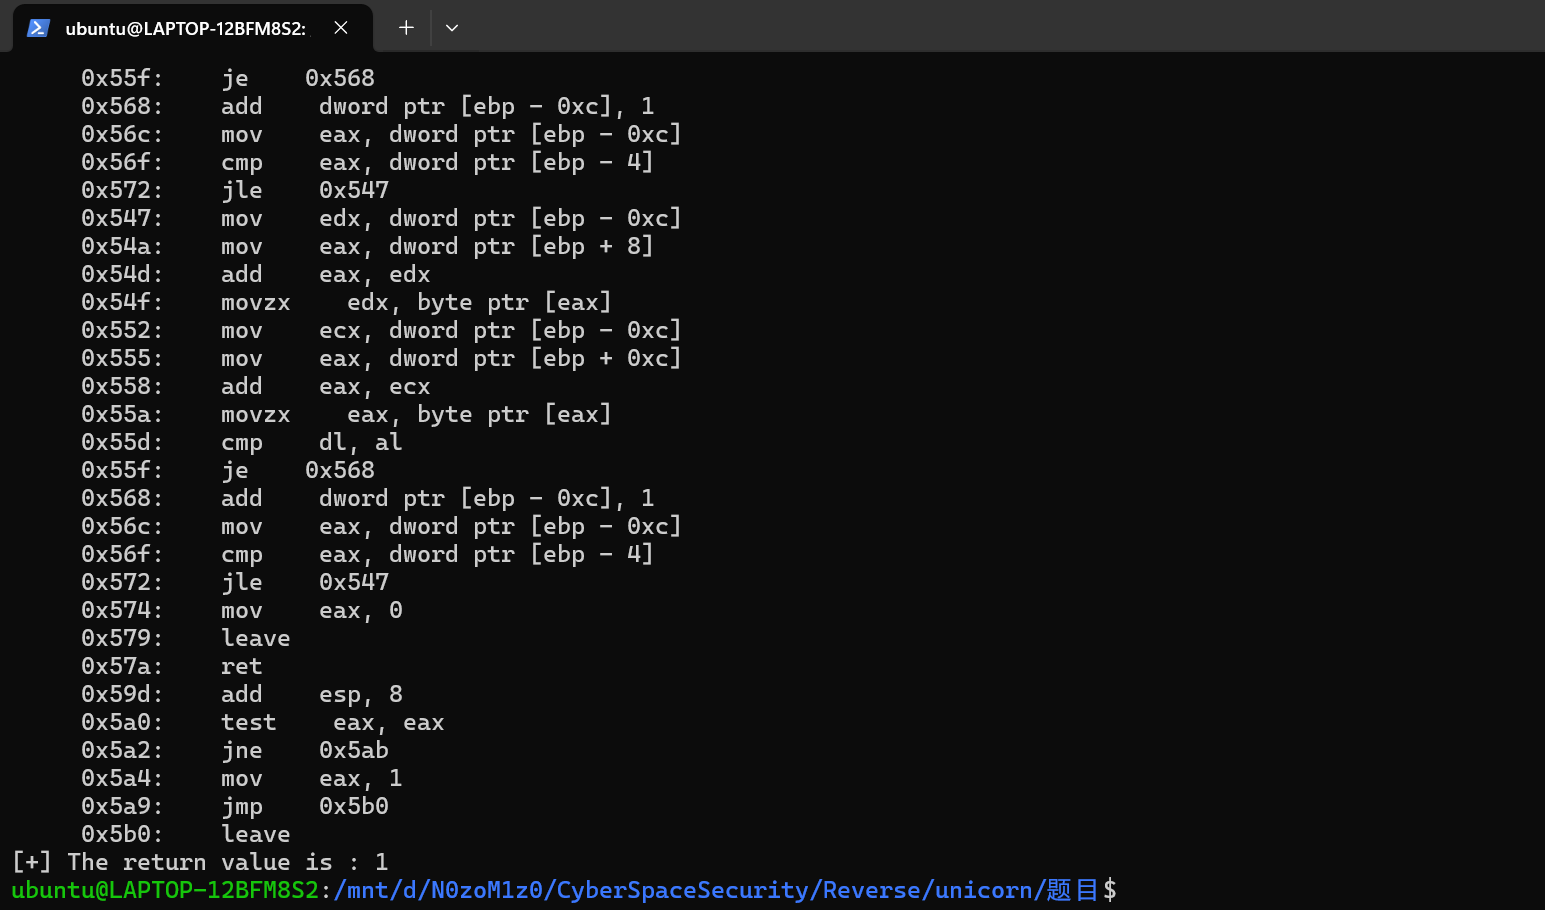 ubuntu@LAPTOP-12BFM8S2:
0x55f: je 0x568
0x568: add dword ptr [ebp - 0xc], 1
0x56c: mov eax, dword ptr [ebp - 0xc]
0x56f: cmp eax, dword ptr [ebp - 4]
0x572: jle 0x547
0x547: mov edx, dword ptr [ebp - 0xc]
0x54a: mov eax, dword ptr [ebp + 8]
0x54d: add eax, edx
0x54f: movzx edx, byte ptr [eax]
0x552: mov ecx, dword ptr [ebp - 0xc]
0x555: mov eax, dword ptr [ebp + 0xc]
0x558: add eax, ecx
0x55a: movzx eax, byte ptr [eax]
0x55d: cmp dl, al
0x55f: je 0x568
0x568: add dword ptr [ebp - 0xc], 1
0x56c: mov eax, dword ptr [ebp - 0xc]
0x56f: cmp eax, dword ptr [ebp - 4]
0x572: jle 0x547
0x574: mov eax, 0
0x579: leave
0x57a: ret
0x59d: add esp, 8
0x5a0: test eax, eax
0x5a2: jne 0x5ab
0x5a4: mov eax, 1
0x5a9: jmp 0x5b0
0x5b0: leave
[+] The return value is : 1
ubuntu@LAPTOP-12BFM8S2:/mnt/d/N0zoM1z0/CyberSpaceSecurity/Reverse/unicorn/题目$